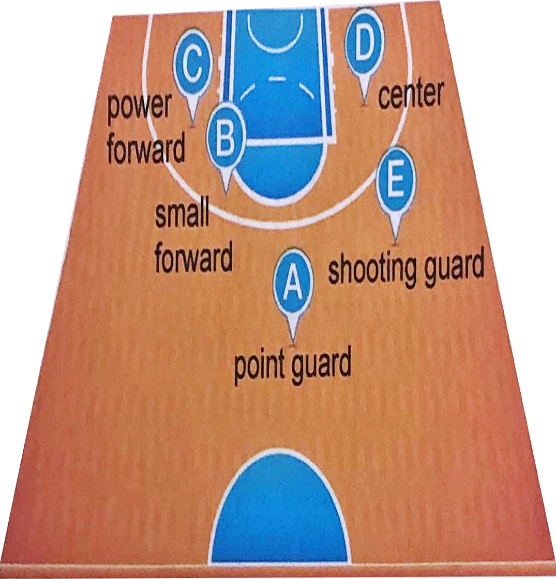 D
C
center
power
forward
B
E
small
forward
shooting guard
A
point guard